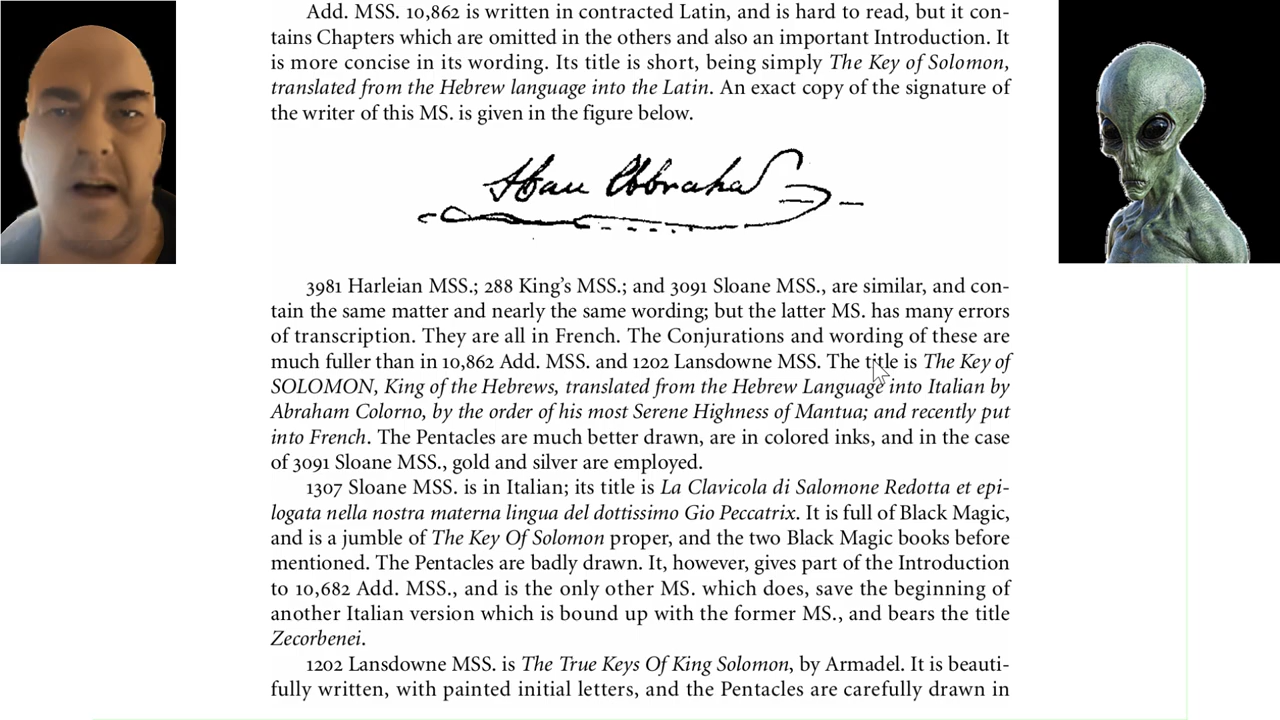 Add. MSS. 10,862 is written in contracted Latin, and is hard to read, but it con-
tains Chapters which are omitted in the others and also an important Introduction. It
is more concise in its wording. Its title is short, being simply The Key of Solomon,
translated from the Hebrew language into the Latin. An exact copy of the signature of
the writer of this MS. is given in the figure below.
3981 Harleian MSS.; 288 King's MSS.; and 3091 Sloane MSS., are similar, and con-
tain the same matter and nearly the same wording; but the latter MS. has many errors
of transcription. They are all in French. The Conjurations and wording of these are
much fuller than in 10,862 Add. MSS. and 1202 Lansdowne MSS. The title is The Key of
SOLOMON, King of the Hebrews, translated from the Hebrew Language into Italian by
Abraham Colorno, by the order of his most Serene Highness of Mantua; and recently put
into French. The Pentacles are much better drawn, are in colored inks, and in the case
of 3091 Sloane MSS., gold and silver are employed.
1307 Sloane MSS. is in Italian; its title is La Clavicola di Salomone Redotta et epi-
logata nella nostra materna lingua del dottissimo Gio Peccatrix. It is full of Black Magic,
and is a jumble of The Key Of Solomon proper, and the two Black Magic books before
mentioned. The Pentacles are badly drawn. It, however, gives part of the Introduction
to 10,682 Add. MSS., and is the only other MS. which does, save the beginning of
another Italian version which is bound up with the former MS., and bears the title
Zecorbenei.
1202 Lansdowne MSS. is The True Keys Of King Solomon, by Armadel. It is beauti-
fully written, with painted initial letters, and the Pentacles are carefully drawn in